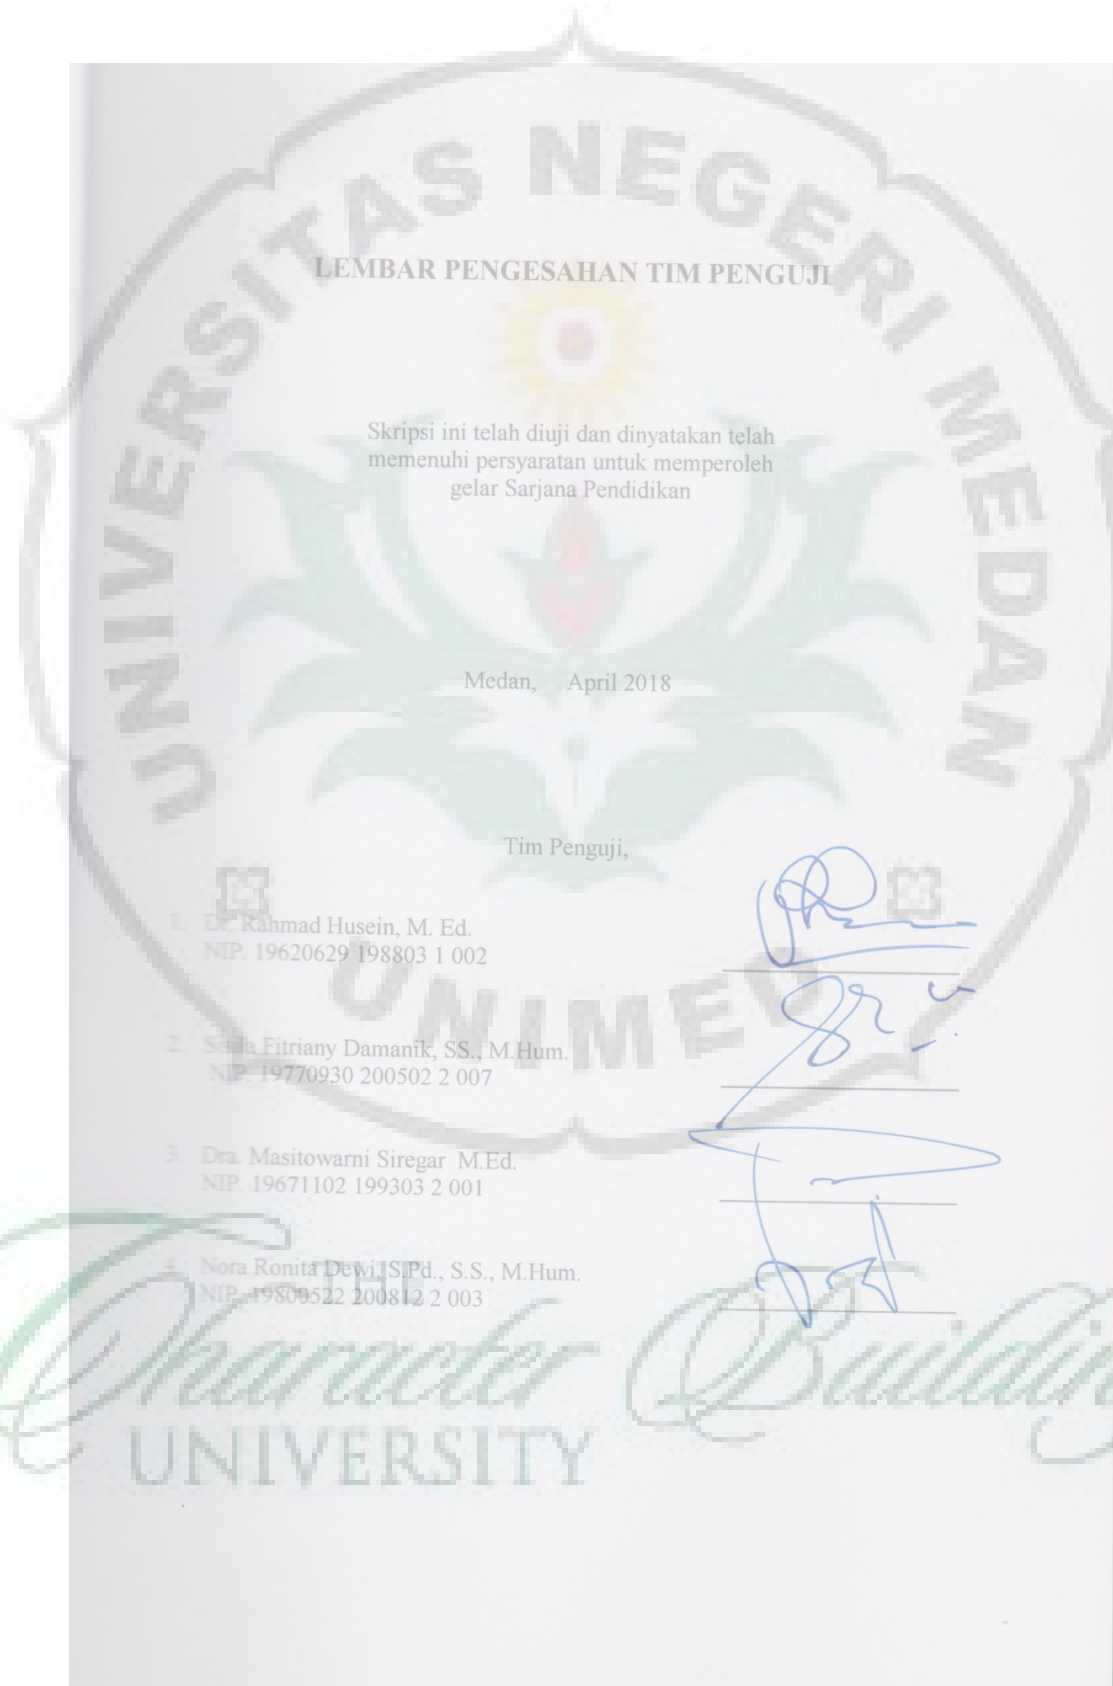 UNIVERSITAS NEGERI MEDAN
LEMBAR PENGESAHAN TIM PENGUJI
Skripsi ini telah diuji dan dinyatakan telah
memenuhi persyaratan untuk memperoleh
gelar Sarjana Pendidikan
Medan, April 2018
Tim Penguji,
1. Dr. Rahmad Husein, M. Ed.
NIP. 19620629 198803 1 002
UNIMED
2. Fitriany Damanik, SS., M.Hum.
NIP. 19770930 200502 2 007
3. Dra. Masitowarni Siregar M.Ed.
NIP. 19671102 199303 2 001
4. Nora Ronita Dewi, S.Pd., S.S., M.Hum.
NIP. 19800522 200812 2 003
THE
Character Building
UNIVERSITY